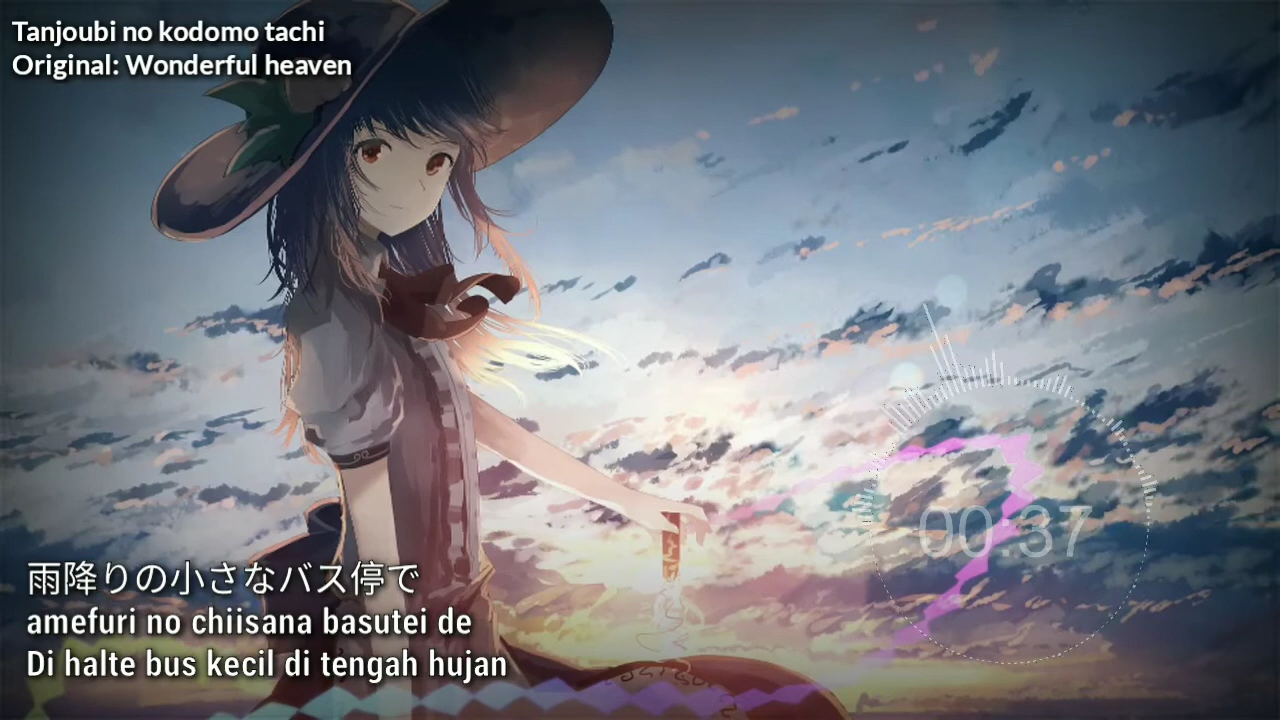 Tanjoubi no kodomo tachi
Original: Wonderful heaven
00:37
雨降りの小さなバス停で
amefuri no chiisana basutei de
Di halte bus kecil di tengah hujan